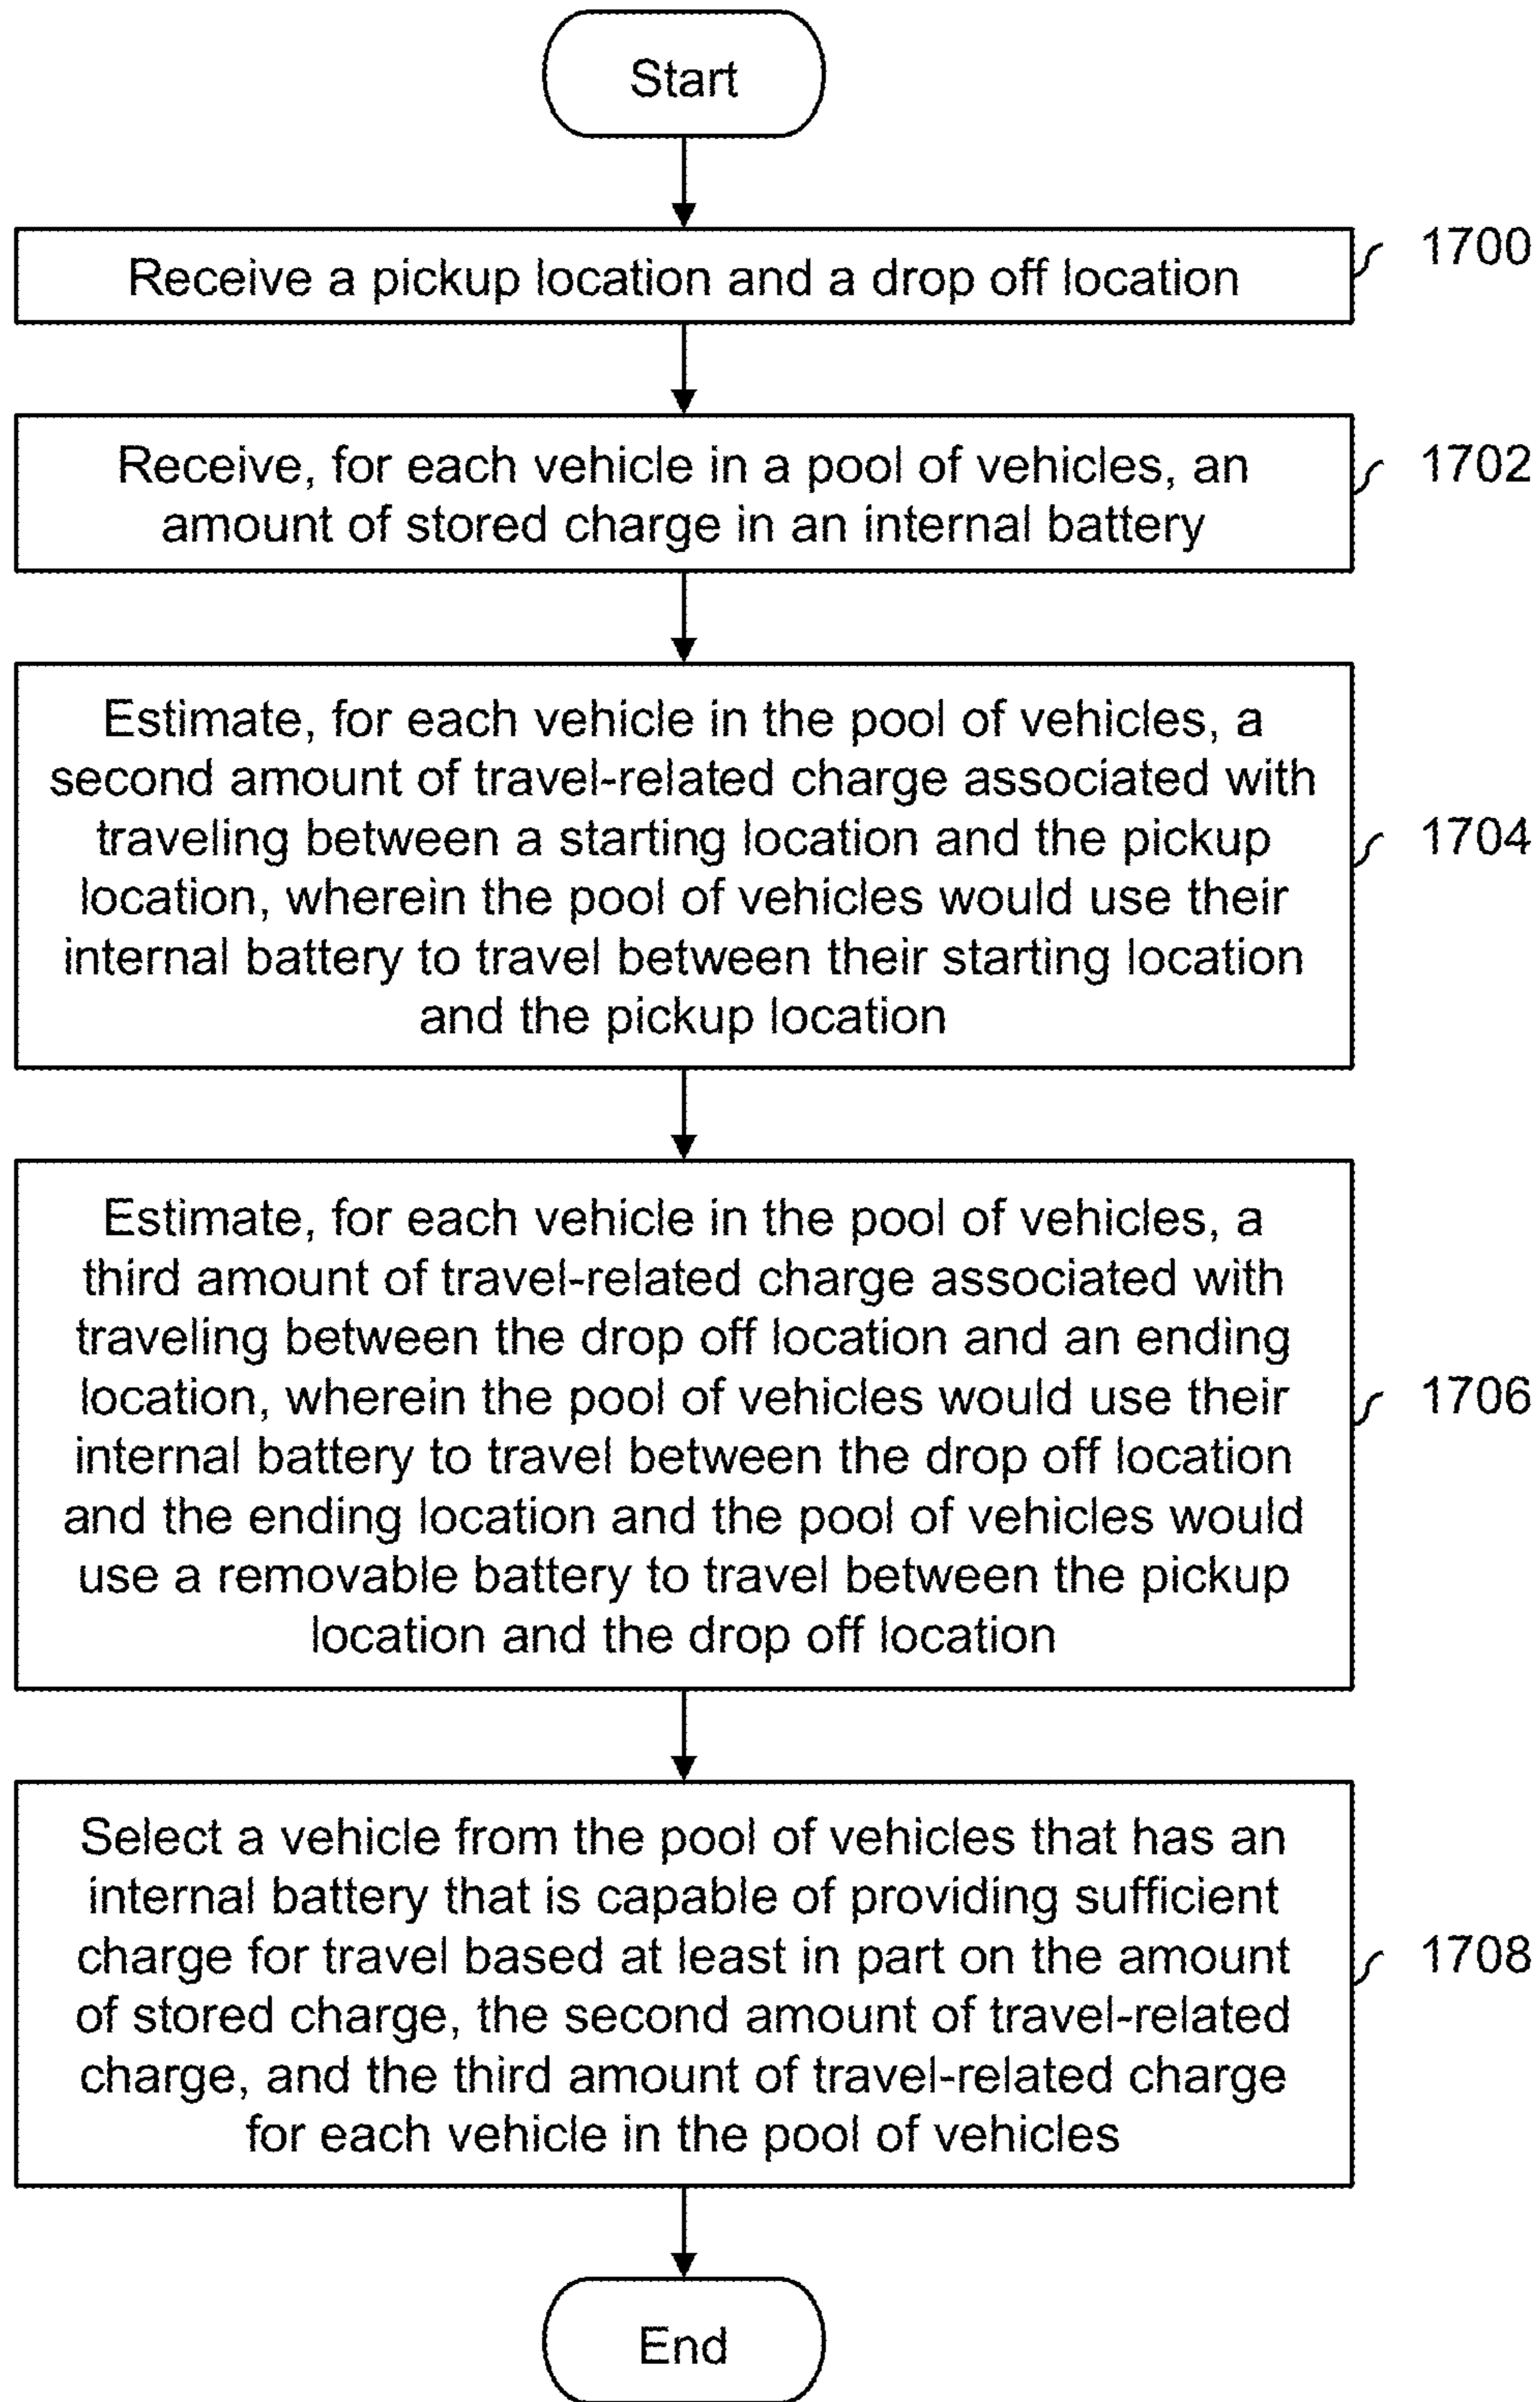 Start
Receive a pickup location and a drop off location
1700
Receive, for each vehicle in a pool of vehicles, an
amount of stored charge in an internal battery
1702
Estimate, for each vehicle in the pool of vehicles, a
second amount of travel-related charge associated with
traveling between a starting location and the pickup
location, wherein the pool of vehicles would use their
internal battery to travel between their starting location
and the pickup location
1704
Estimate, for each vehicle in the pool of vehicles, a
third amount of travel-related charge associated with
traveling between the drop off location and an ending
location, wherein the pool of vehicles would use their
internal battery to travel between the drop off location
and the ending location and the pool of vehicles would
use a removable battery to travel between the pickup
location and the drop off location
1706
Select a vehicle from the pool of vehicles that has an
internal battery that is capable of providing sufficient
charge for travel based at least in part on the amount
of stored charge, the second amount of travel-related
charge, and the third amount of travel-related charge
for each vehicle in the pool of vehicles
1708
End